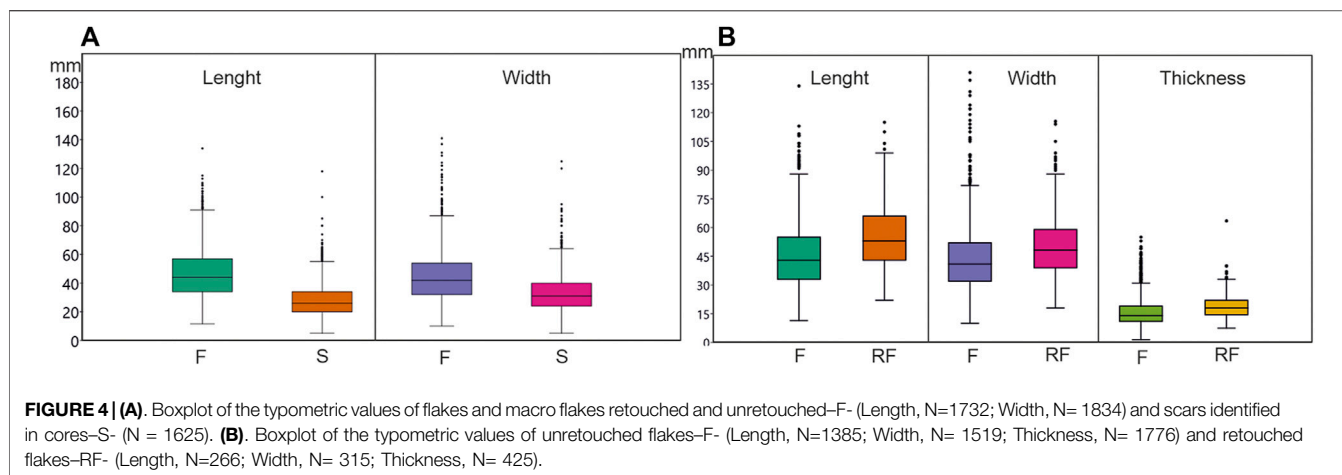 A
mm
Lenght
Width
180
160
140
120
100
80
60
40
20
0
F
S
F
S
B
mm
Lenght
Width
Thickness
135
120
105
90
75
60
45
30
15
0
F
RF
F
RF
F
RF
FIGURE 4 | (A). Boxplot of the typometric values of flakes and macro flakes retouched and unretouched–F- (Length, N=1732; Width, N= 1834) and scars identified
in cores–S- (N = 1625). (B). Boxplot of the typometric values of unretouched flakes–F- (Length, N=1385; Width, N= 1519; Thickness, N= 1776) and retouched
flakes–RF- (Length, N=266; Width, N= 315; Thickness, N= 425).